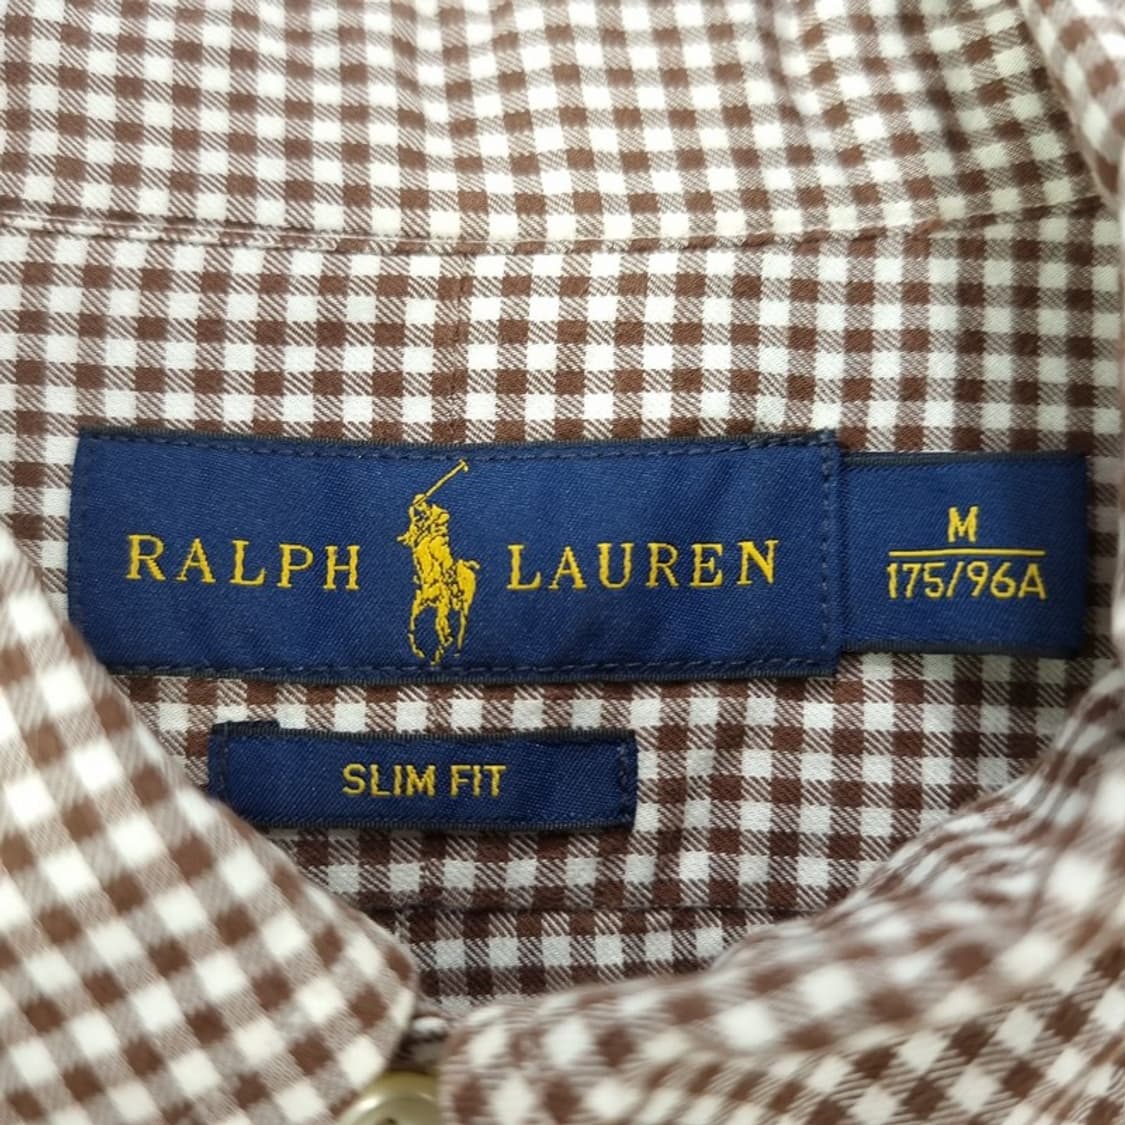 RALPH LAUREN
M
175/96A
SLIM FIT